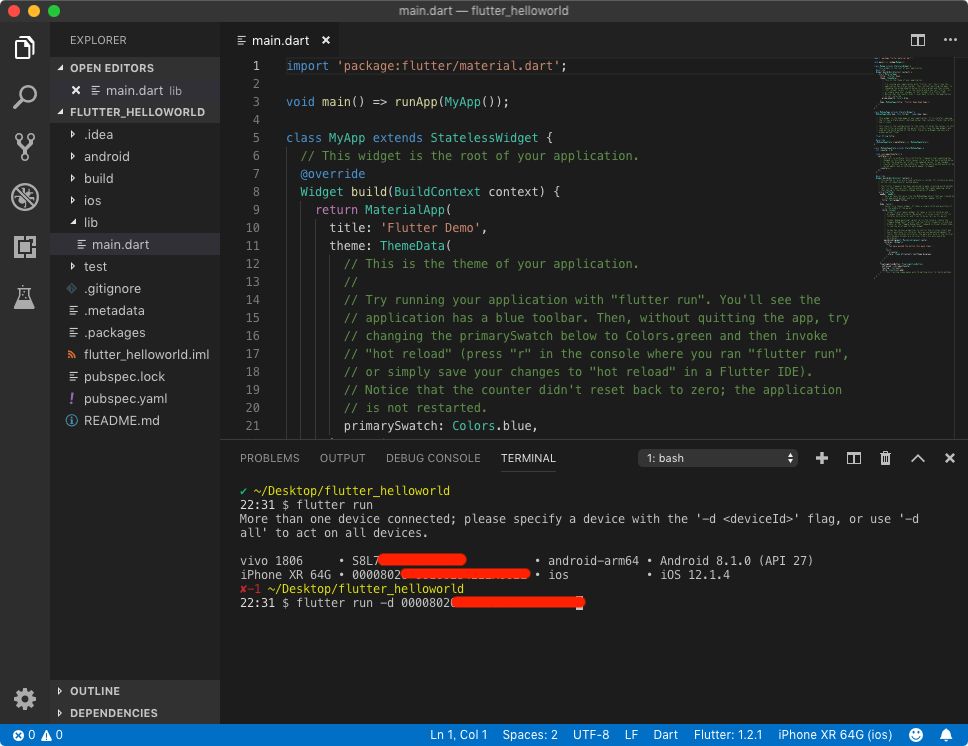 main.dart — flutter_helloworld
EXPLORER
OPEN EDITORS
main.dart lib
FLUTTER_HELLOWORLD
.idea
android
build
ios
lib
main.dart
test
.gitignore
.metadata
.packages
flutter_helloworld.iml
pubspec.lock
pubspec.yaml
README.md
OUTLINE
DEPENDENCIES
main.dart
1 import 'package:flutter/material.dart';
2
3 void main() => runApp(MyApp());
4
5 class MyApp extends StatelessWidget {
6 // This widget is the root of your application.
7 @override
8 Widget build(BuildContext context) {
9 return MaterialApp(
10 title: 'Flutter Demo',
11 theme: ThemeData(
12 // This is the theme of your application.
13 //
14 // Try running your application with "flutter run". You'll see the
15 // application has a blue toolbar. Then, without quitting the app, try
16 // changing the primarySwatch below to Colors.green and then invoke
17 // "hot reload" (press "r" in the console where you ran "flutter run",
18 // or simply save your changes to "hot reload" in a Flutter IDE).
19 // Notice that the counter didn't reset back to zero; the application
20 // is not restarted.
21 primarySwatch: Colors.blue,
PROBLEMS OUTPUT DEBUG CONSOLE TERMINAL 1: bash
✔ ~/Desktop/flutter_helloworld
22:31 $ flutter run
More than one device connected; please specify a device with the '-d <deviceId>' flag, or use '-d
all' to act on all devices.
vivo 1806 • S8L7 • android-arm64 • Android 8.1.0 (API 27)
iPhone XR 64G • 0000802 • ios • iOS 12.1.4
✘-1 ~/Desktop/flutter_helloworld
22:31 $ flutter run -d 0000802
0 0 Ln 1, Col 1 Spaces: 2 UTF-8 LF Dart Flutter: 1.2.1 iPhone XR 64G (ios)